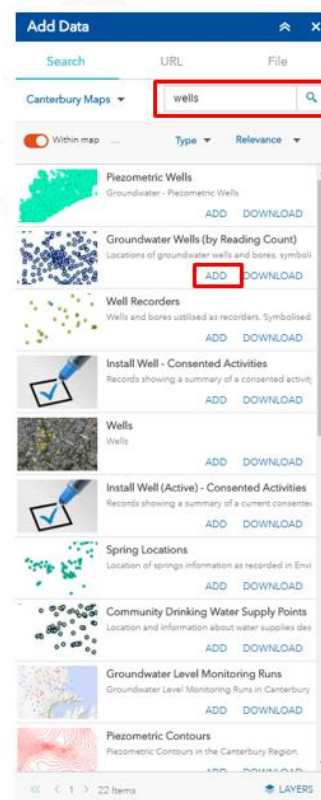 Add Data
Search URL File
Canterbury Maps wells
Within map ... Type Relevance
Piezometric Wells
Groundwater - Piezometric Wells
ADD DOWNLOAD
Groundwater Wells (by Reading Count)
Locations of groundwater wells and bores, symboli
ADD DOWNLOAD
Well Recorders
Wells and bores ustilised as recorders. Symbolised
ADD DOWNLOAD
Install Well - Consented Activities
Records showing a summary of a consented activity
ADD DOWNLOAD
Wells
Wells
ADD DOWNLOAD
Install Well (Active) - Consented Activities
Records showing a summary of a current consente
ADD DOWNLOAD
Spring Locations
Location of springs information as recorded in Envi
ADD DOWNLOAD
Community Drinking Water Supply Points
Location and information about water supplies des
ADD DOWNLOAD
Groundwater Level Monitoring Runs
Groundwater Level Monitoring Runs in Canterbury
ADD DOWNLOAD
Piezometric Contours
Piezometric Contours in the Canterbury Region.
ADD DOWNLOAD
1 22 Items LAYERS